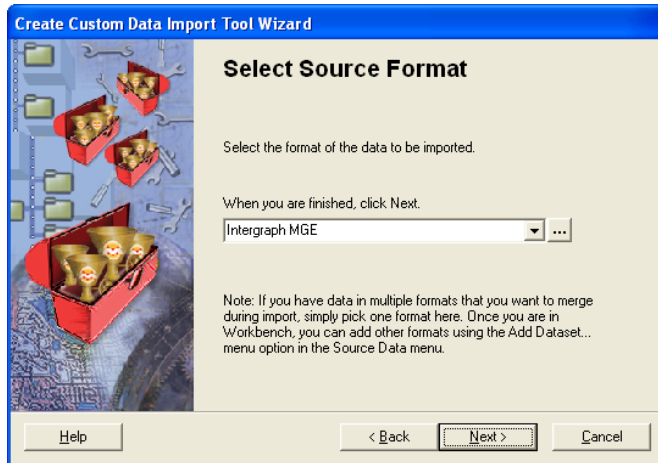 Create Custom Data Import Tool Wizard
Select Source Format
Select the format of the data to be imported.
When you are finished, click Next.
Intergraph MGE
...
Note: If you have data in multiple formats that you want to merge
during import, simply pick one format here. Once you are in
Workbench, you can add other formats using the Add Dataset...
menu option in the Source Data menu.
Help
< Back
Next >
Cancel